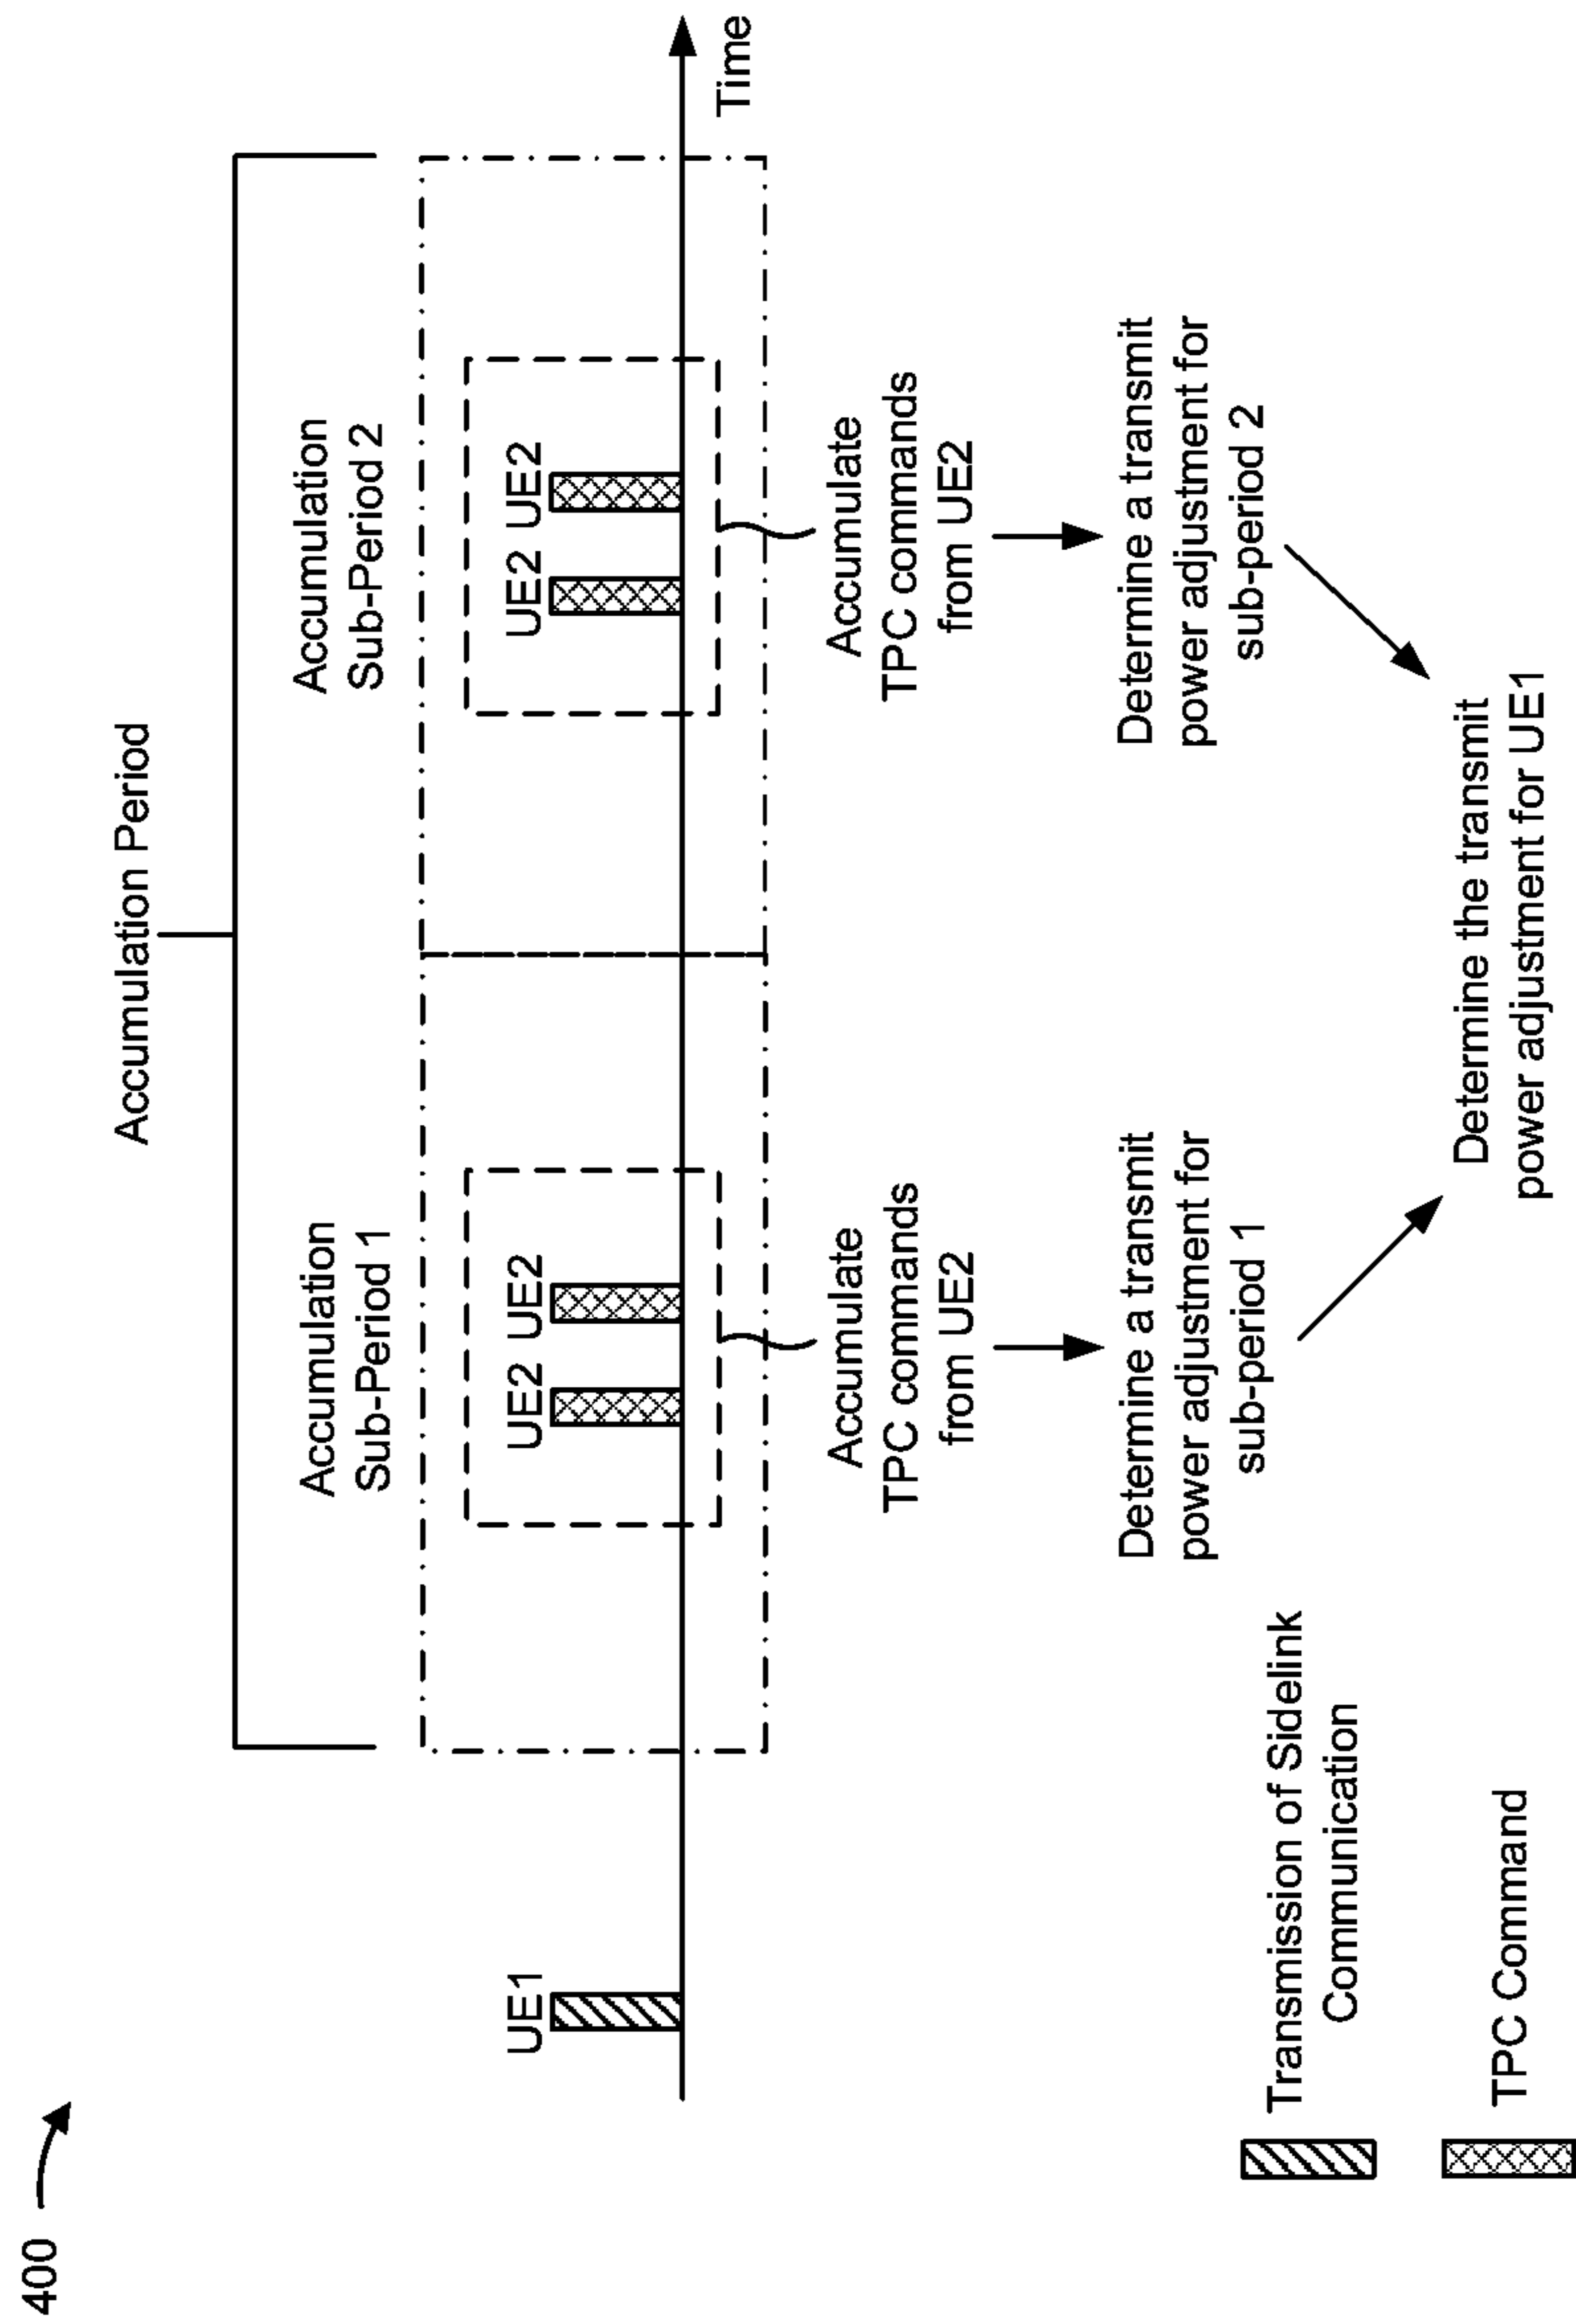 400
Accumulation Period
Accumulation
Sub-Period 1
Accumulation
Sub-Period 2
UE1
UE2
UE2
UE2
UE2
Time
Accumulate
TPC commands
from UE2
Accumulate
TPC commands
from UE2
Determine a transmit
power adjustment for
sub-period 1
Determine a transmit
power adjustment for
sub-period 2
Transmission of Sidelink
Communication
TPC Command
Determine the transmit
power adjustment for UE1